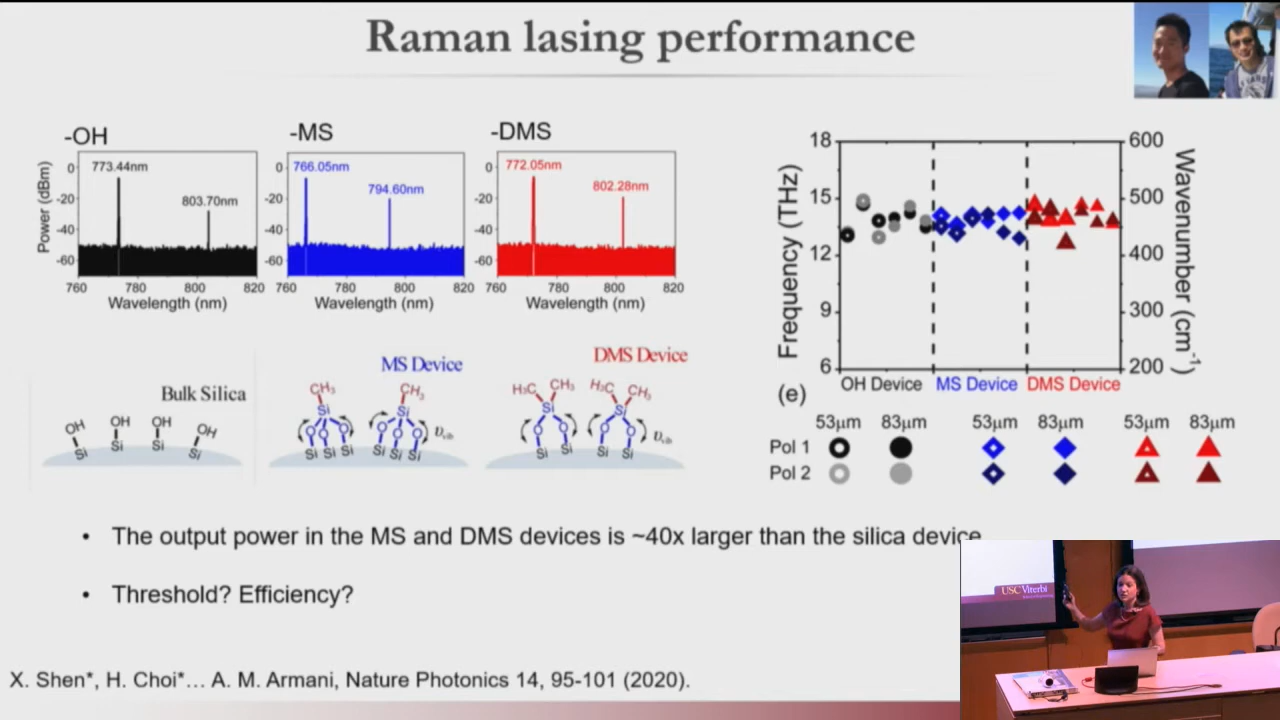 Raman lasing performance
-OH
-MS
-DMS
Power (dBm)
0
-20
-40
-60
773.44nm
803.70nm
760
780
800
820
Wavelength (nm)
0
-20
-40
-60
766.05nm
794.60nm
760
780
800
820
Wavelength (nm)
0
-20
-40
-60
772.05nm
802.28nm
760
780
800
820
Wavelength (nm)
Bulk Silica
OH OH OH OH
Si Si Si Si
MS Device
CH3 CH3
Si Si
O O O O O O
υvib
Si Si Si Si Si Si
DMS Device
H3C CH3 H3C CH3
Si Si
O O O O
υvib
Si Si Si Si
Frequency (THz)
18
15
12
9
6
600
500
400
300
200
Wavenumber (cm-1)
OH Device MS Device DMS Device
(e)
53μm 83μm 53μm 83μm 53μm 83μm
Pol 1
Pol 2
• The output power in the MS and DMS devices is ~40x larger than the silica device
• Threshold? Efficiency?
X. Shen*, H. Choi*... A. M. Armani, Nature Photonics 14, 95-101 (2020).
USC Viterbi